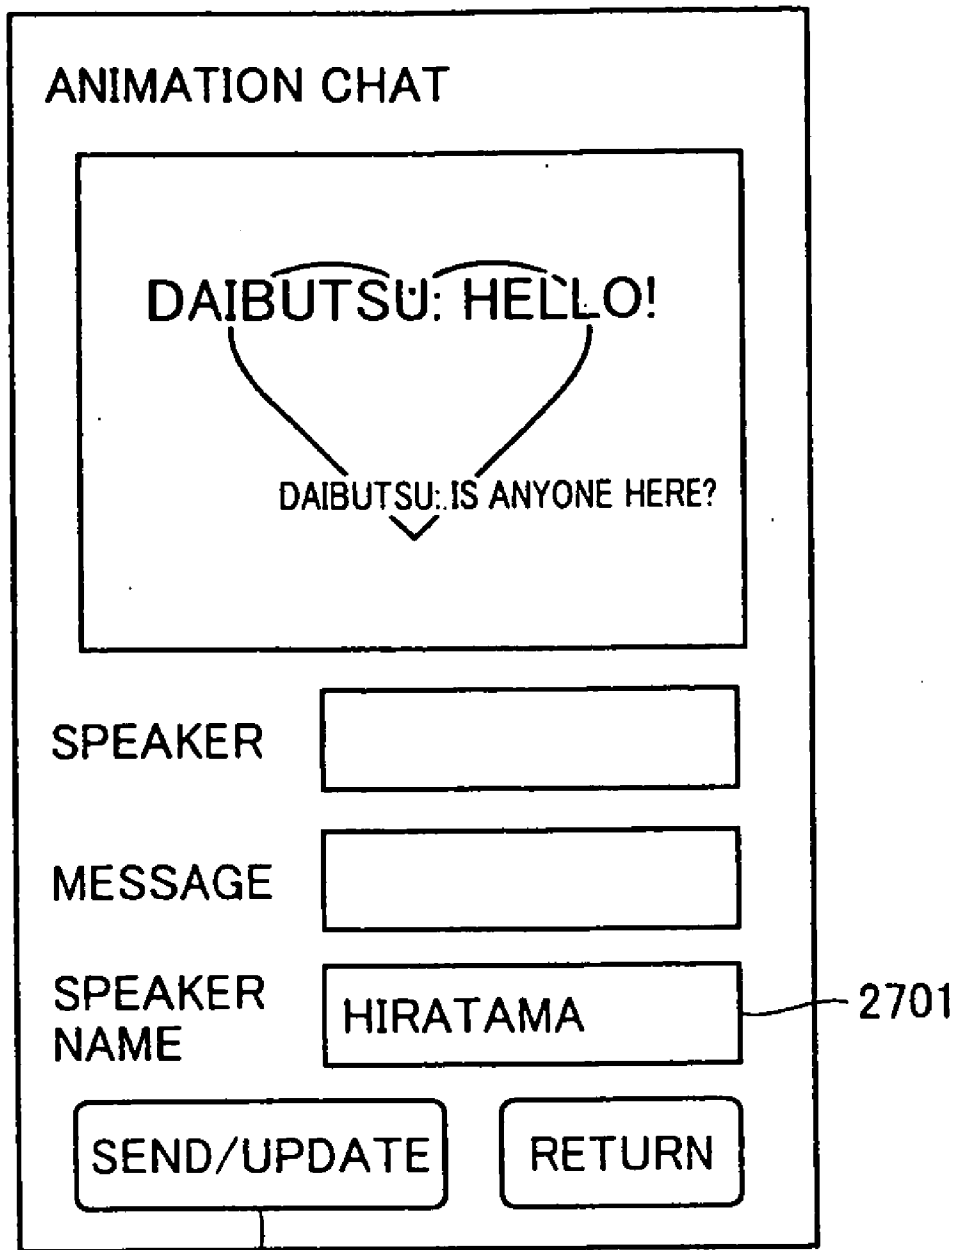 ANIMATION CHAT
DAIBUTSU: HELLO!
DAIBUTSU: IS ANYONE HERE?
SPEAKER
MESSAGE
SPEAKER
NAME
HIRATAMA
2701
SEND/UPDATE
RETURN